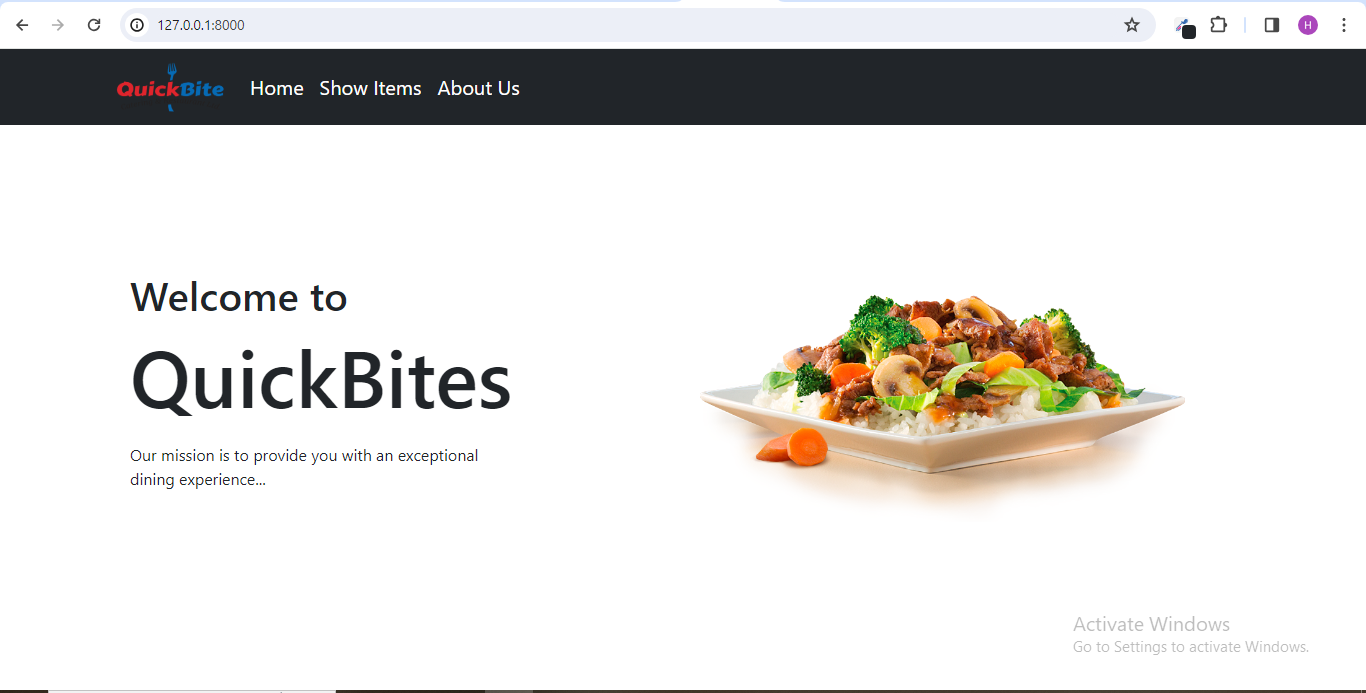 127.0.0.1:8000
H
QuickBite Home Show Items About Us
Welcome to
QuickBites
Our mission is to provide you with an exceptional
dining experience...
Activate Windows
Go to Settings to activate Windows.